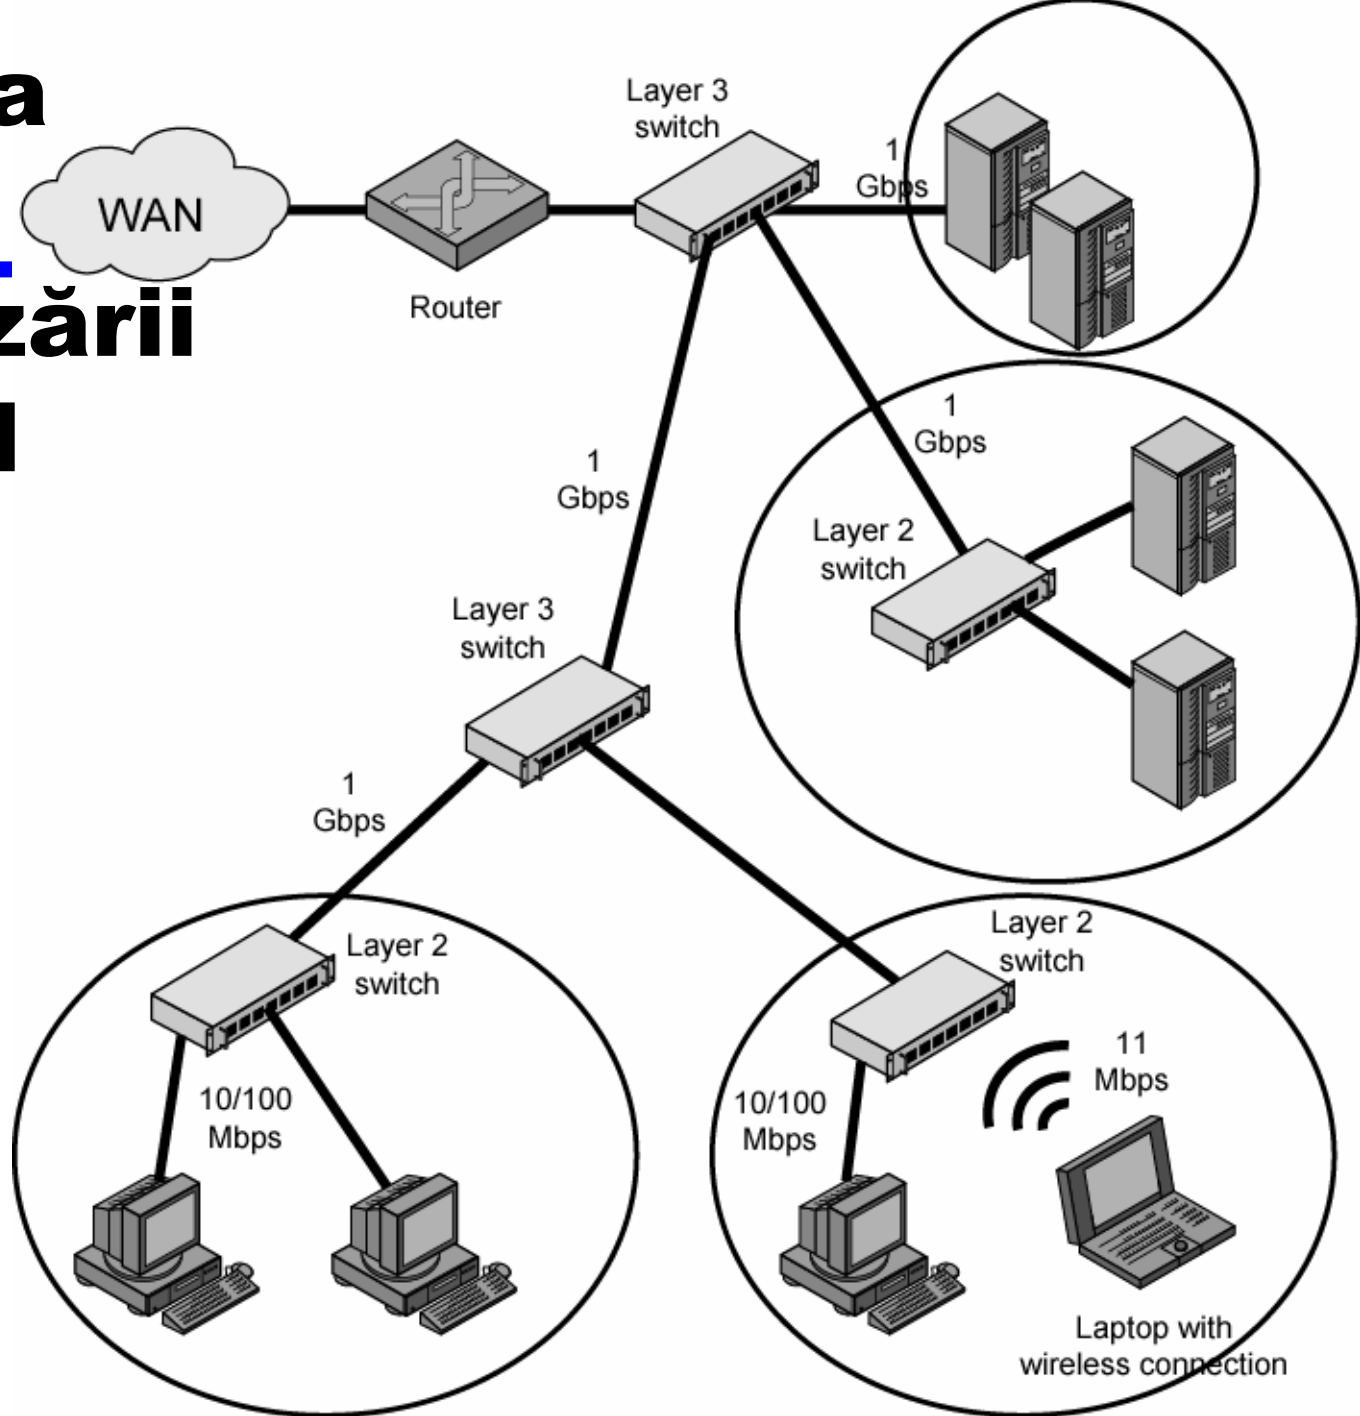 a
zării
Layer 3
switch
1
Gbps
WAN
Router
1
Gbps
1
Gbps
Layer 2
switch
Layer 3
switch
1
Gbps
Layer 2
switch
10/100
Mbps
Layer 2
switch
11
Mbps
10/100
Mbps
Laptop with
wireless connection